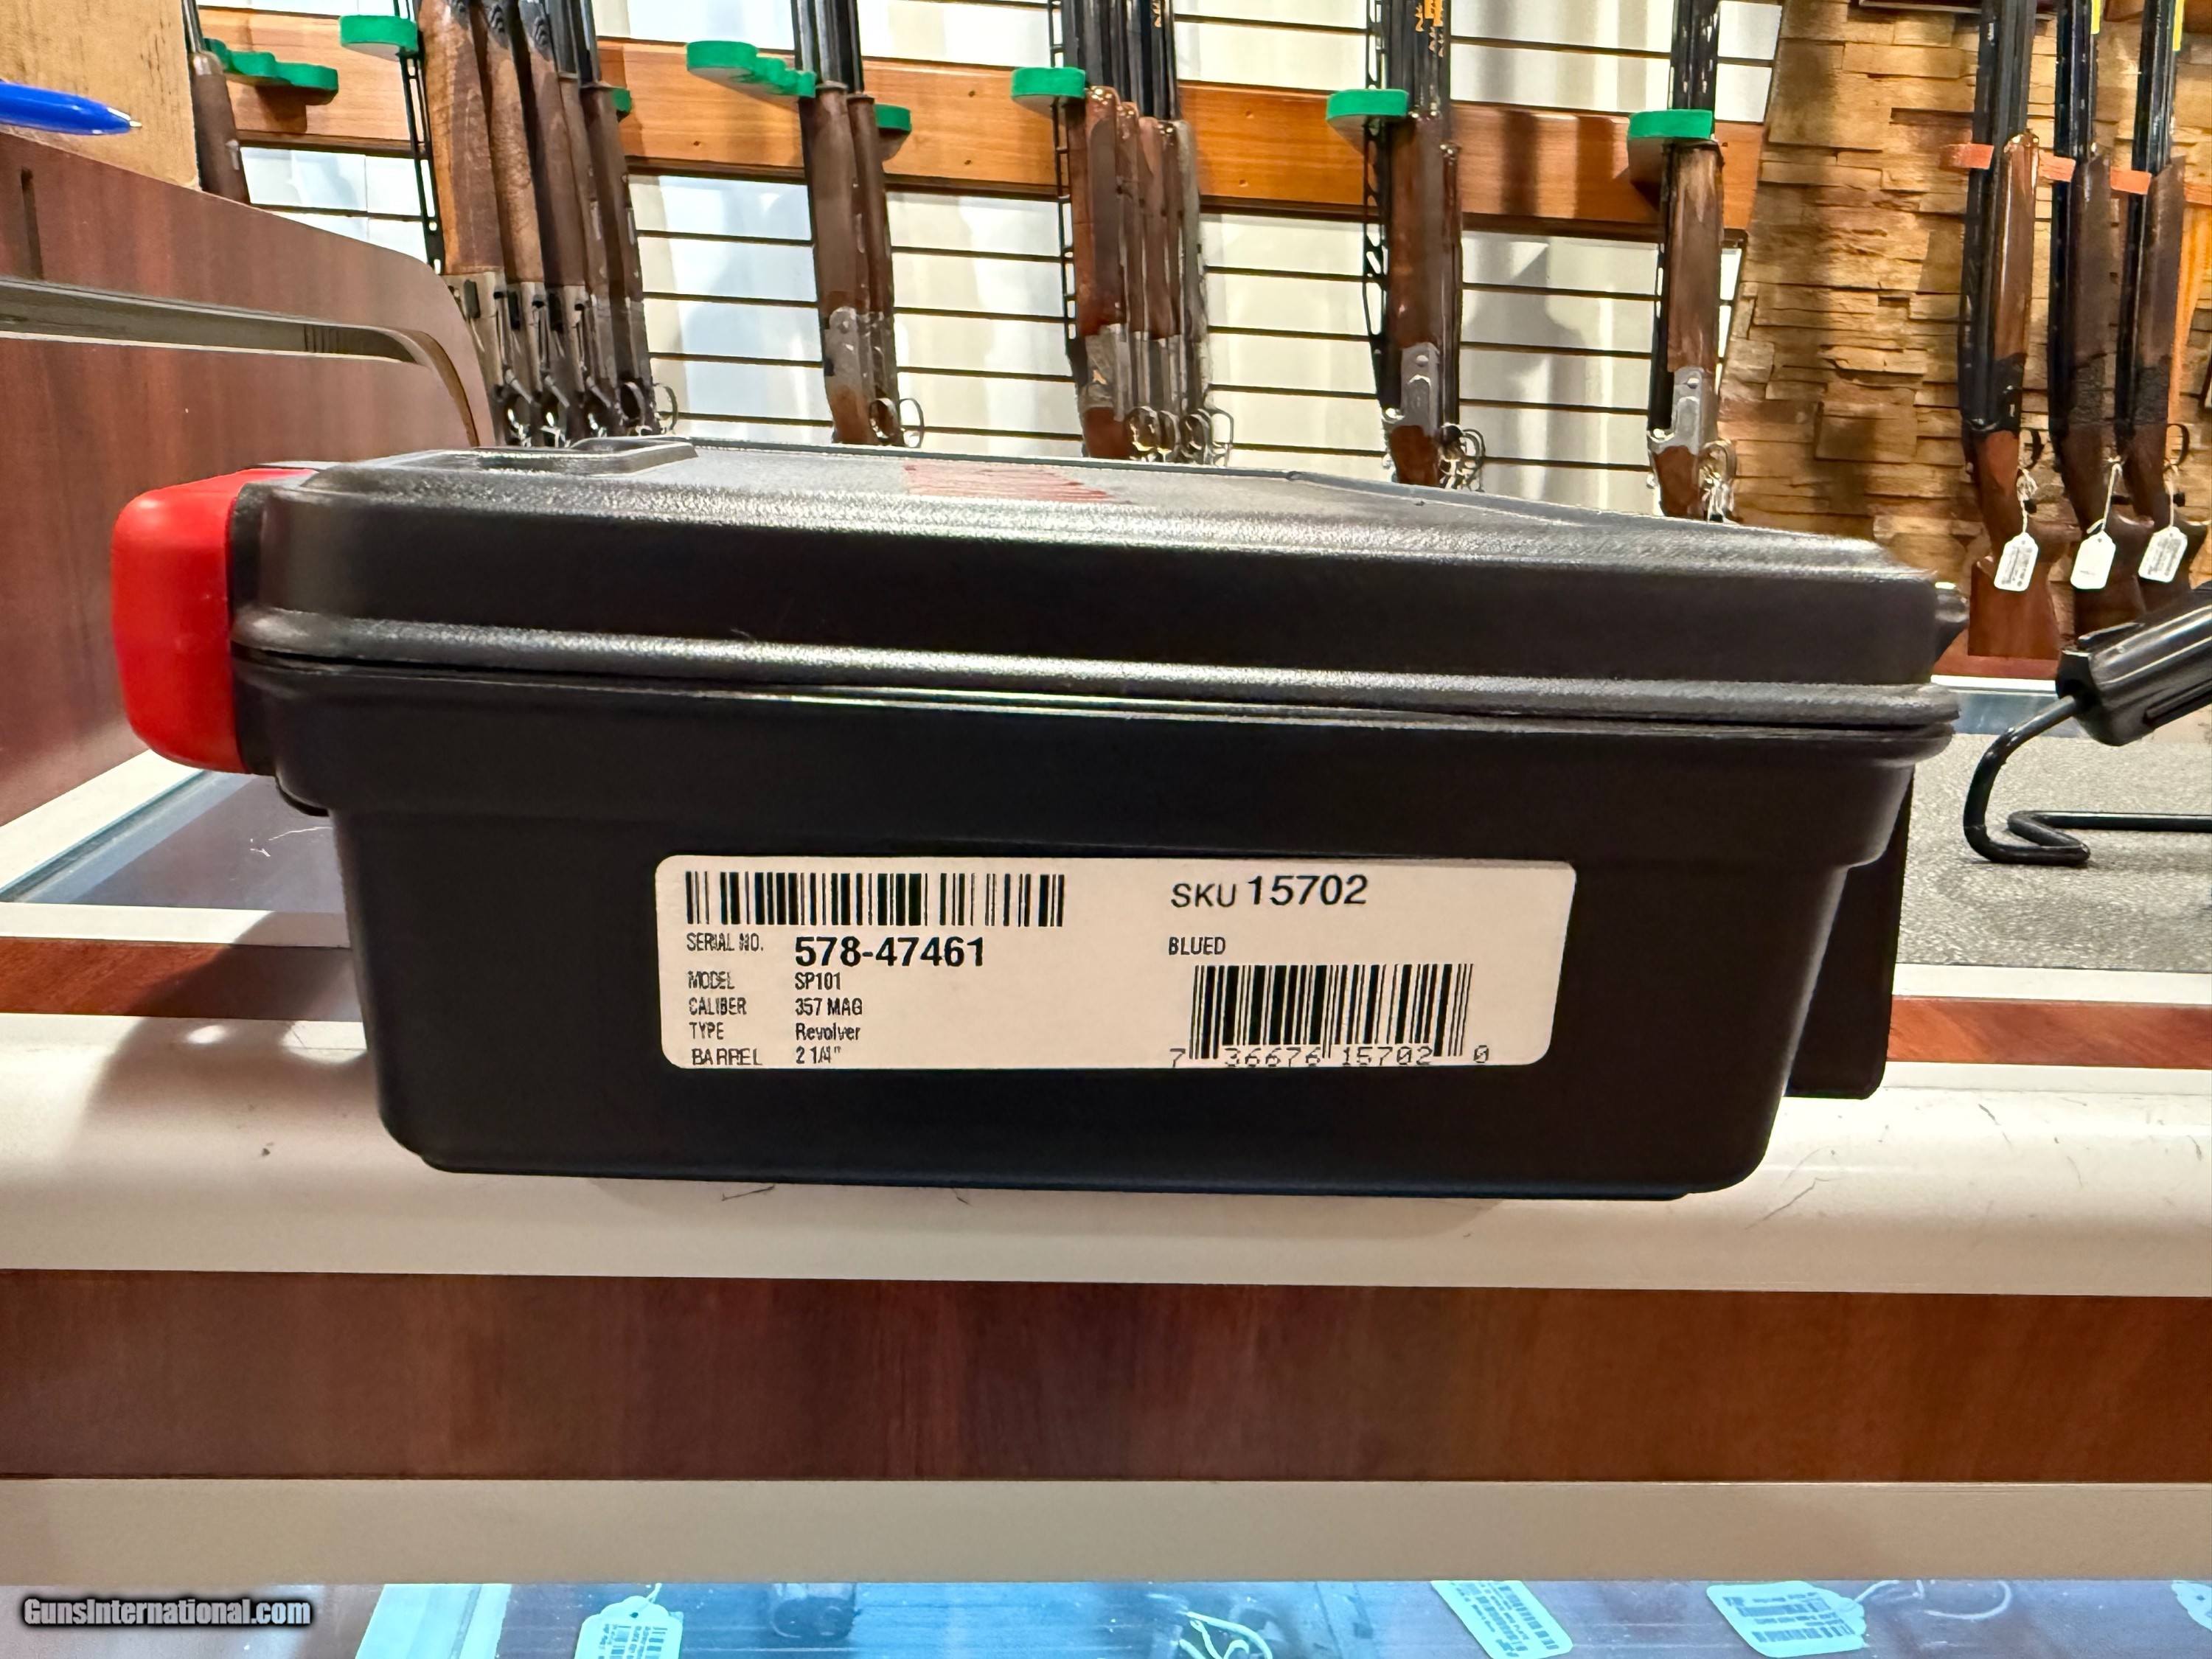 SKU 15702
SERIAL NO. 578-47461
BLUED
MODEL SP101
CALIBER 357 MAG
TYPE Revolver
BARREL 2 1/4"
7 36676 15702 0
GunsInternational.com